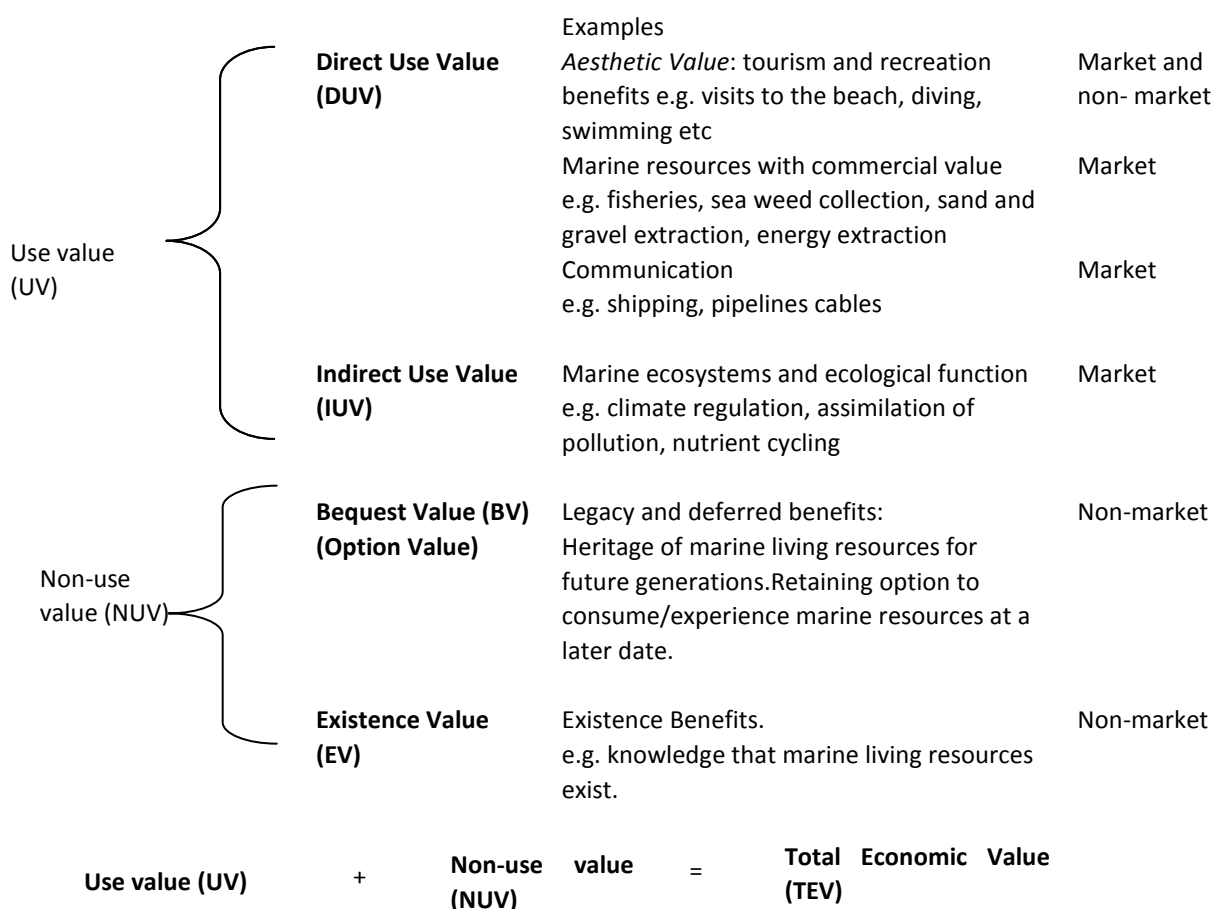 Examples
Use value
(UV)
Direct Use Value
(DUV)
Aesthetic Value: tourism and recreation
benefits e.g. visits to the beach, diving,
swimming etc
Market and
non- market
Marine resources with commercial value
e.g. fisheries, sea weed collection, sand and
gravel extraction, energy extraction
Market
Communication
e.g. shipping, pipelines cables
Market
Indirect Use Value
(IUV)
Marine ecosystems and ecological function
e.g. climate regulation, assimilation of
pollution, nutrient cycling
Market
Non-use
value (NUV)
Bequest Value (BV)
(Option Value)
Legacy and deferred benefits:
Heritage of marine living resources for
future generations.Retaining option to
consume/experience marine resources at a
later date.
Non-market
Existence Value
(EV)
Existence Benefits.
e.g. knowledge that marine living resources
exist.
Non-market
Use value (UV)
+
Non-use value
(NUV)
=
Total Economic Value
(TEV)